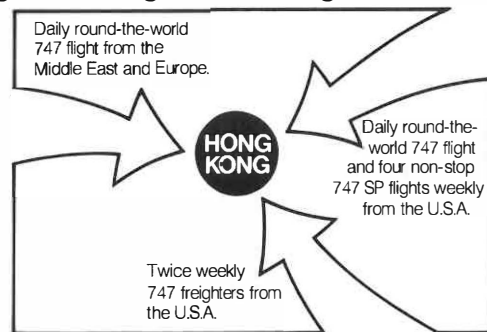 Daily round-the-world
747 flight from the
Middle East and Europe.
HONG
KONG
Daily round-the-
world 747 flight
and four non-stop
747 SP flights weekly
from the U.S.A.
Twice weekly
747 freighters from
the U.S.A.